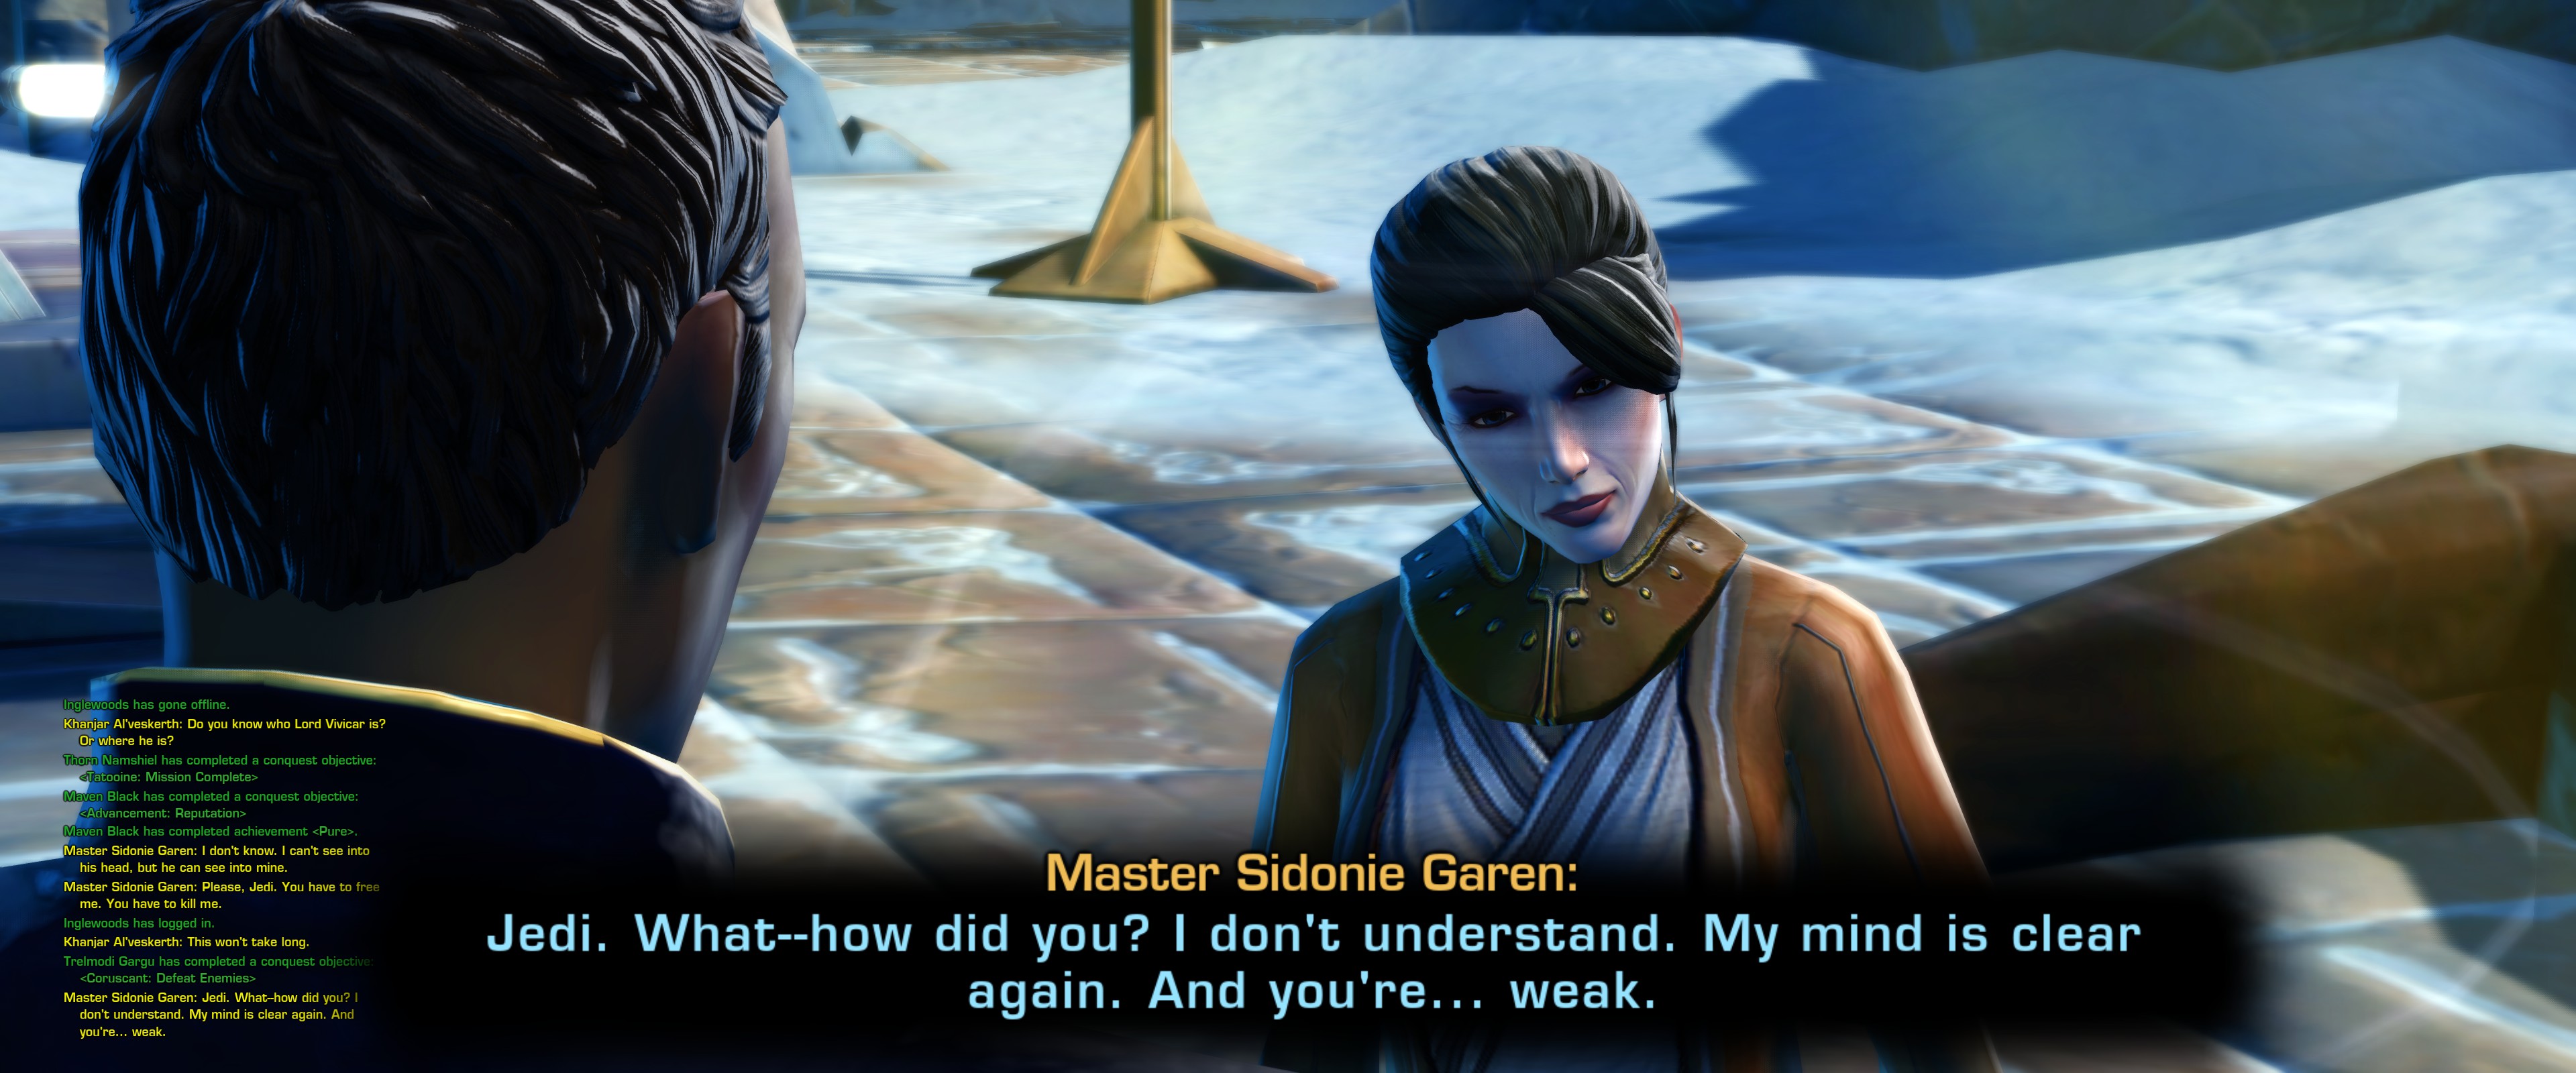 Inglewoods has gone offline.
Khanjar Al'veskerth: Do you know who Lord Vivicar is?
Or where he is?
Thorn Namshiel has completed a conquest objective:
<Tatooine: Mission Complete>
Maven Black has completed a conquest objective:
<Advancement: Reputation>
Maven Black has completed achievement <Pure>.
Master Sidonie Garen: I don't know. I can't see into
his head, but he can see into mine.
Master Sidonie Garen: Please, Jedi. You have to free
me. You have to kill me.
Inglewoods has logged in.
Khanjar Al'veskerth: This won't take long.
Trelmodi Gargu has completed a conquest objective:
<Coruscant: Defeat Enemies>
Master Sidonie Garen: Jedi. What--how did you? I
don't understand. My mind is clear again. And
you're... weak.
Master Sidonie Garen:
Jedi. What--how did you? I don't understand. My mind is clear
again. And you're... weak.